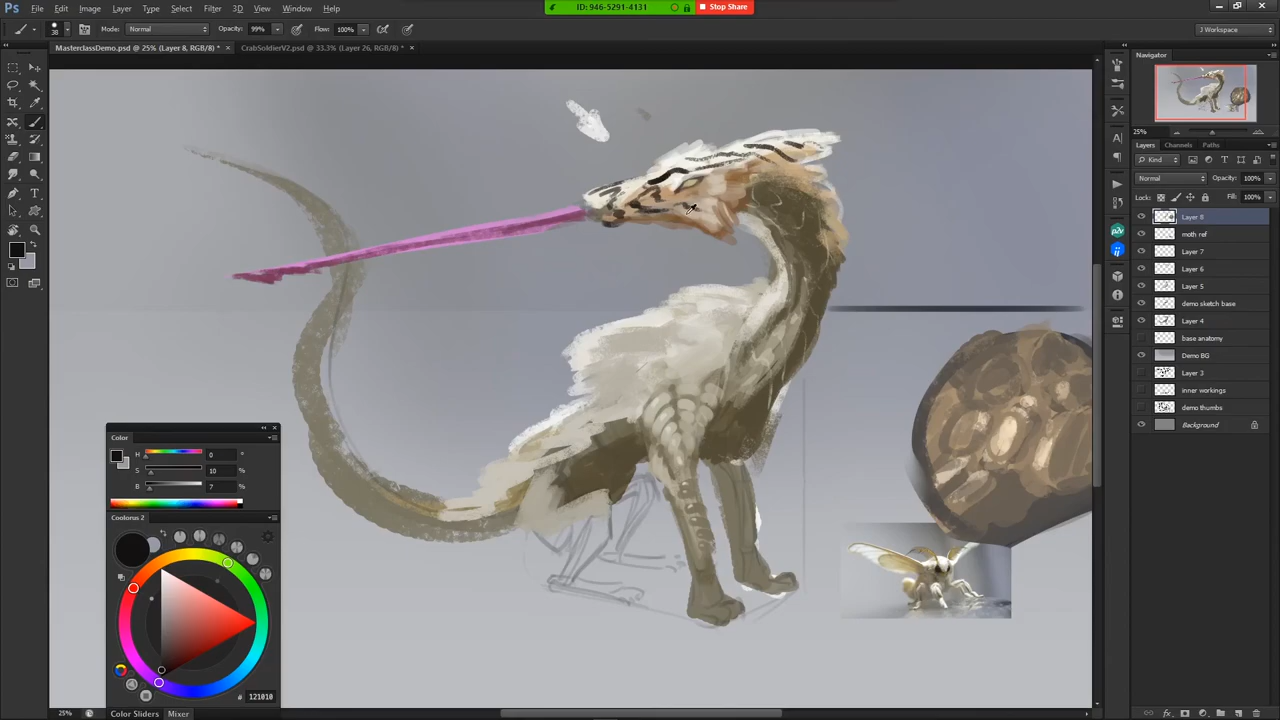 Ps File Edit Image Layer Type Select Filter 3D View Window Help
ID: 946-5291-4131 Stop Share
38 Mode: Normal Opacity: 99% Flow: 100% J Workspace
MasterclassDemo.psd @ 25% (Layer 8, RGB/8) * × CrabSoldierV2.psd @ 33.3% (Layer 26, RGB/8) * ×
Navigator
25%
Layers Channels Paths
Kind
Normal Opacity: 100%
Lock: Fill: 100%
Layer 8
moth ref
Layer 7
Layer 6
Layer 5
demo sketch base
Layer 4
base anatomy
Demo BG
Layer 3
inner workings
demo thumbs
Background
Color
H 0 °
S 10 %
B 7 %
Coloorus 2
# 121010
25% Color Sliders Mixer